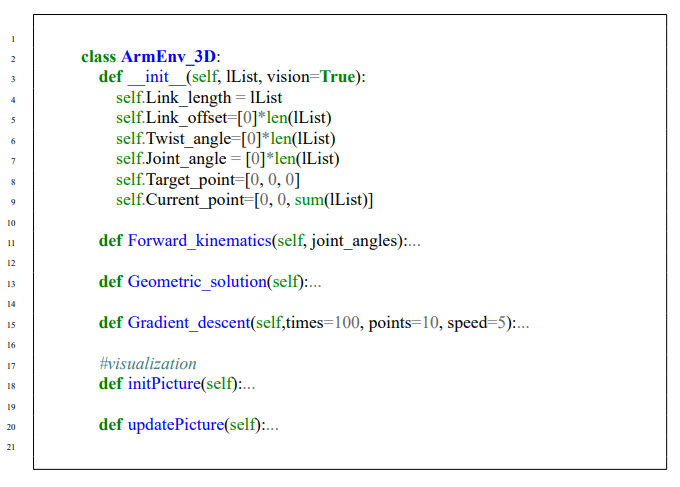 1
2 class ArmEnv_3D:
3 def __init__(self, lList, vision=True):
4 self.Link_length = lList
5 self.Link_offset=[0]*len(lList)
6 self.Twist_angle=[0]*len(lList)
7 self.Joint_angle = [0]*len(lList)
8 self.Target_point=[0, 0, 0]
9 self.Current_point=[0, 0, sum(lList)]
10
11 def Forward_kinematics(self, joint_angles):...
12
13 def Geometric_solution(self):...
14
15 def Gradient_descent(self,times=100, points=10, speed=5):...
16
17 #visualization
18 def initPicture(self):...
19
20 def updatePicture(self):...
21